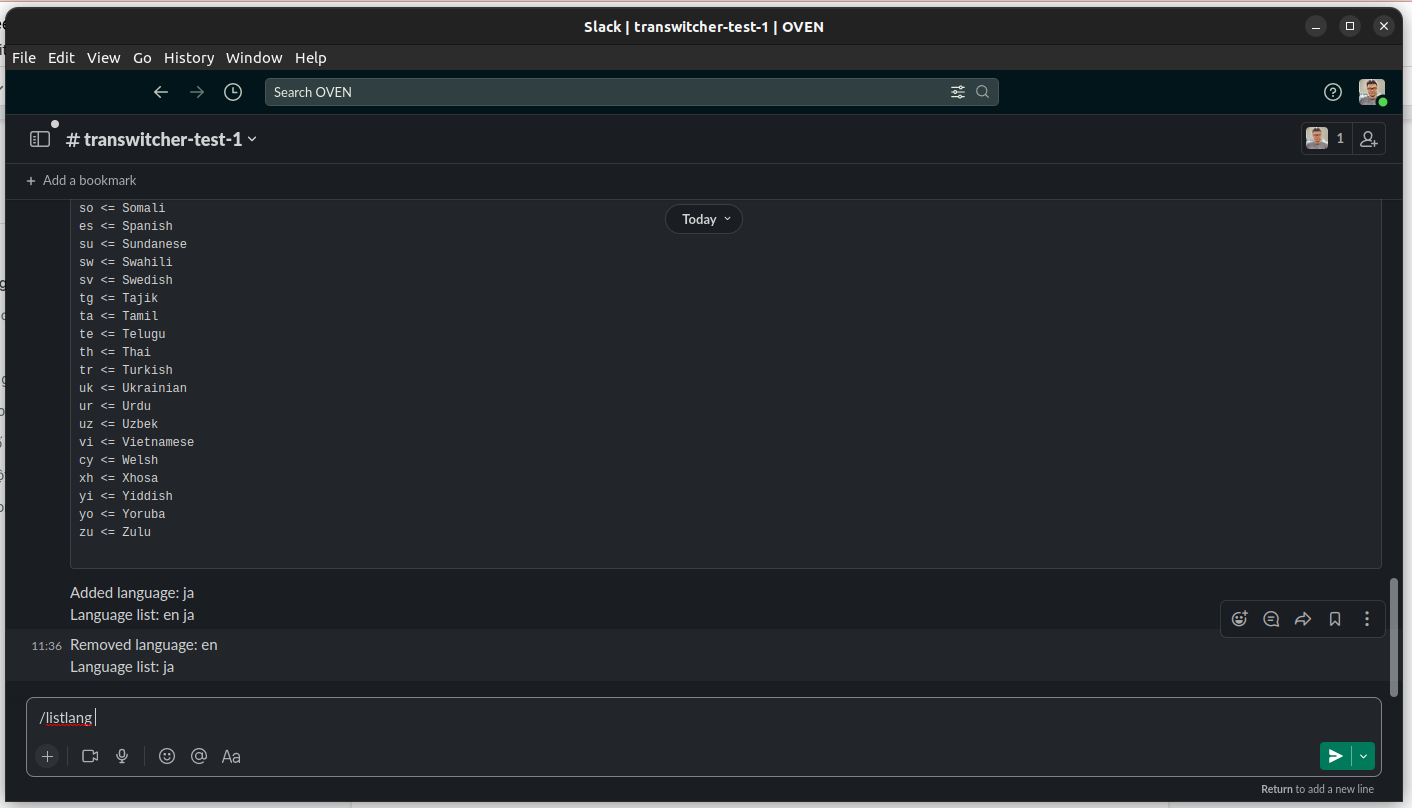 Slack | transwitcher-test-1 | OVEN
File Edit View Go History Window Help
Search OVEN
# transwitcher-test-1
1
+ Add a bookmark
Today
so <= Somali
es <= Spanish
su <= Sundanese
sw <= Swahili
sv <= Swedish
tg <= Tajik
ta <= Tamil
te <= Telugu
th <= Thai
tr <= Turkish
uk <= Ukrainian
ur <= Urdu
uz <= Uzbek
vi <= Vietnamese
cy <= Welsh
xh <= Xhosa
yi <= Yiddish
yo <= Yoruba
zu <= Zulu
Added language: ja
Language list: en ja
11:36 Removed language: en
Language list: ja
/listlang
Aa
Return to add a new line